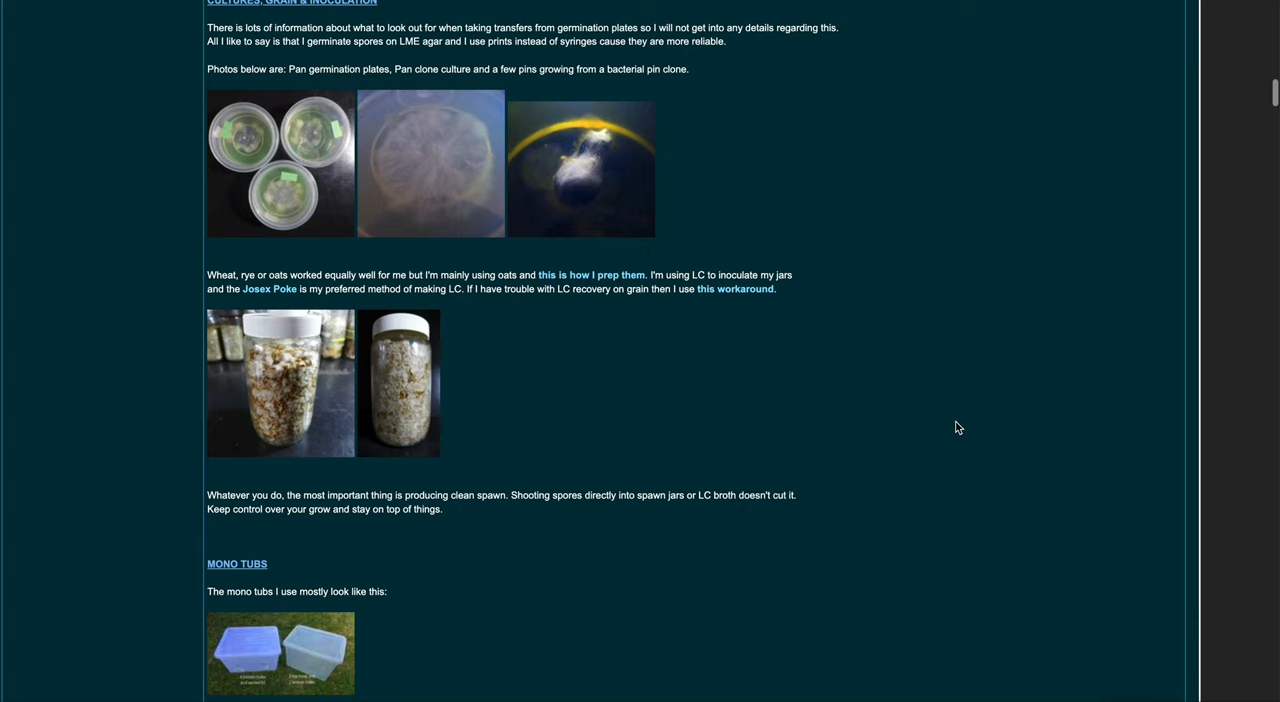 CULTURES, GRAIN & INOCULATION
There is lots of information about what to look out for when taking transfers from germination plates so I will not get into any details regarding this.
All I like to say is that I germinate spores on LME agar and I use prints instead of syringes cause they are more reliable.
Photos below are: Pan germination plates, Pan clone culture and a few pins growing from a bacterial pin clone.
Wheat, rye or oats worked equally well for me but I'm mainly using oats and this is how I prep them. I'm using LC to inoculate my jars
and the Josex Poke is my preferred method of making LC. If I have trouble with LC recovery on grain then I use this workaround.
Whatever you do, the most important thing is producing clean spawn. Shooting spores directly into spawn jars or LC broth doesn't cut it.
Keep control over your grow and stay on top of things.
MONO TUBS
The mono tubs I use mostly look like this: